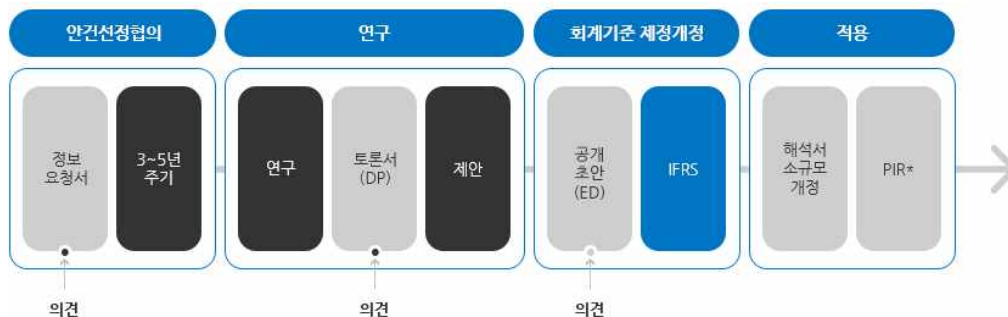 안건선정협의
연구
회계기준 제정개정
적용
정보
요청서
3~5년
주기
연구
토론서
(DP)
제안
공개
초안
(ED)
IFRS
해석서
소규모
개정
PIR*
의견
의견
의견